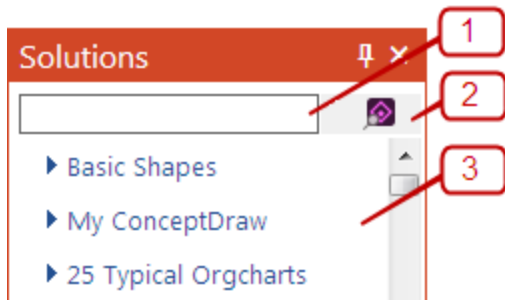 Solutions
1
2
Basic Shapes
3
My ConceptDraw
25 Typical Orgcharts